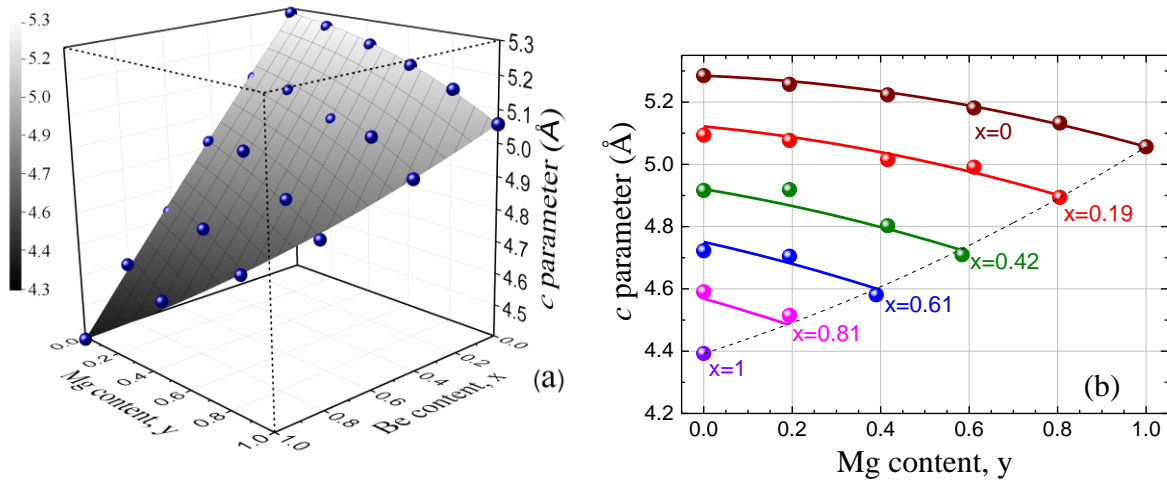 5.3
5.2
5.0
4.9
4.7
4.6
4.4
4.3
5.3
5.2
5.1
5.0
4.9
4.8
4.7
4.6
4.5
c parameter (Å)
0.0
0.2
0.4
0.6
0.8
1.0
Mg content, y
0.0
0.2
0.4
0.6
0.8
1.0
Be content, x
(a)
5.2
5.0
4.8
4.6
4.4
4.2
c parameter (Å)
x=0
x=0.19
x=0.42
x=0.61
x=0.81
x=1
(b)
0.0 0.2 0.4 0.6 0.8 1.0
Mg content, y